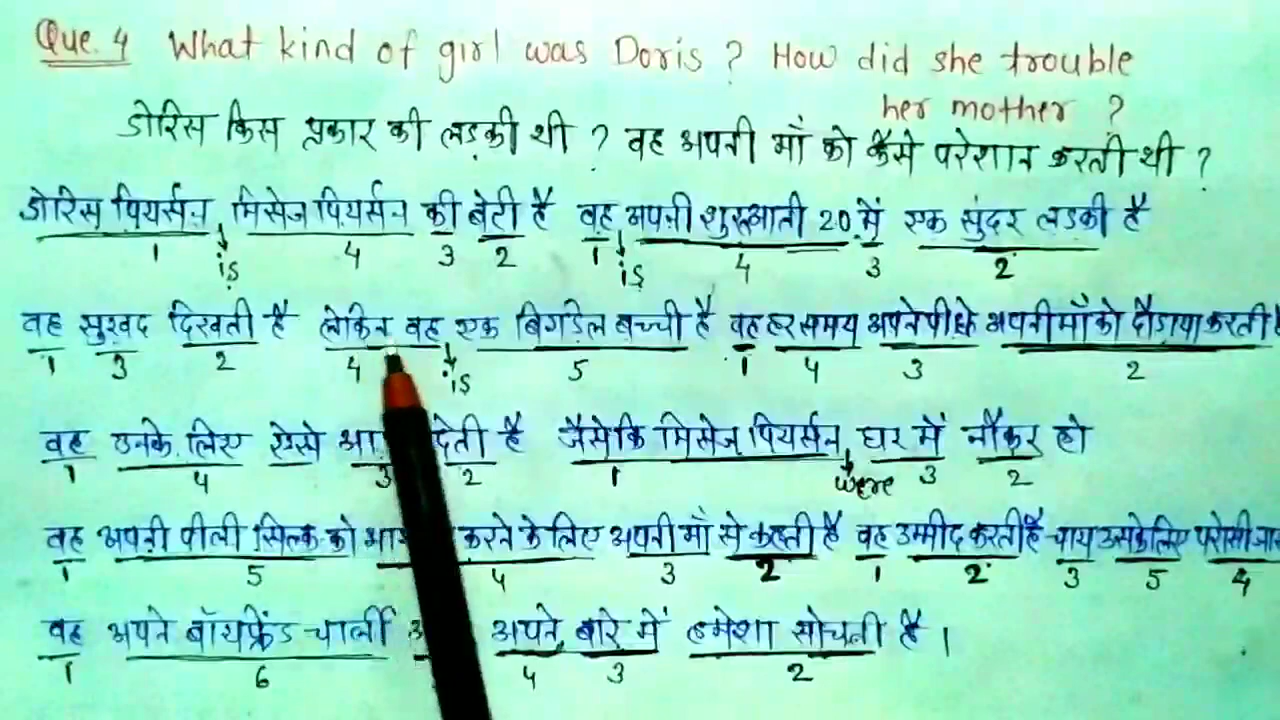 Que. 4 What kind of girl was Doris ? How did she trouble
her mother ?
डोरिस किस प्रकार की लड़की थी ? वह अपनी माँ को कैसे परेशान करती थी ?
डोरिस पियर्सन मिसेज पियर्सन की बेटी है वह अपनी शुरुआती 20 में एक सुंदर लड़की है
1 is 4 3 2 1 is 4 3 2
वह सुखद दिखती है लेकिन वह एक बिगड़ैल बच्ची है वह हर समय अपने पीछे अपनी माँ को दौड़ाया करती
1 3 2 4 is 5 1 4 3 2
वह उनके लिए ऐसे देती है जैसेकि मिसेज पियर्सन घर में नौकर हो
1 4 3 2 1 were 3 2
वह अपनी पीली सिल्क को करने के लिए अपनी माँ से कहती है वह उम्मीद करती है चाय उसके लिए परोसी
1 5 4 3 2 1 2 3 5 4
वह अपने बॉयफ्रेंड चार्ली अपने बारे में हमेशा सोचती है ।
1 6 4 3 2